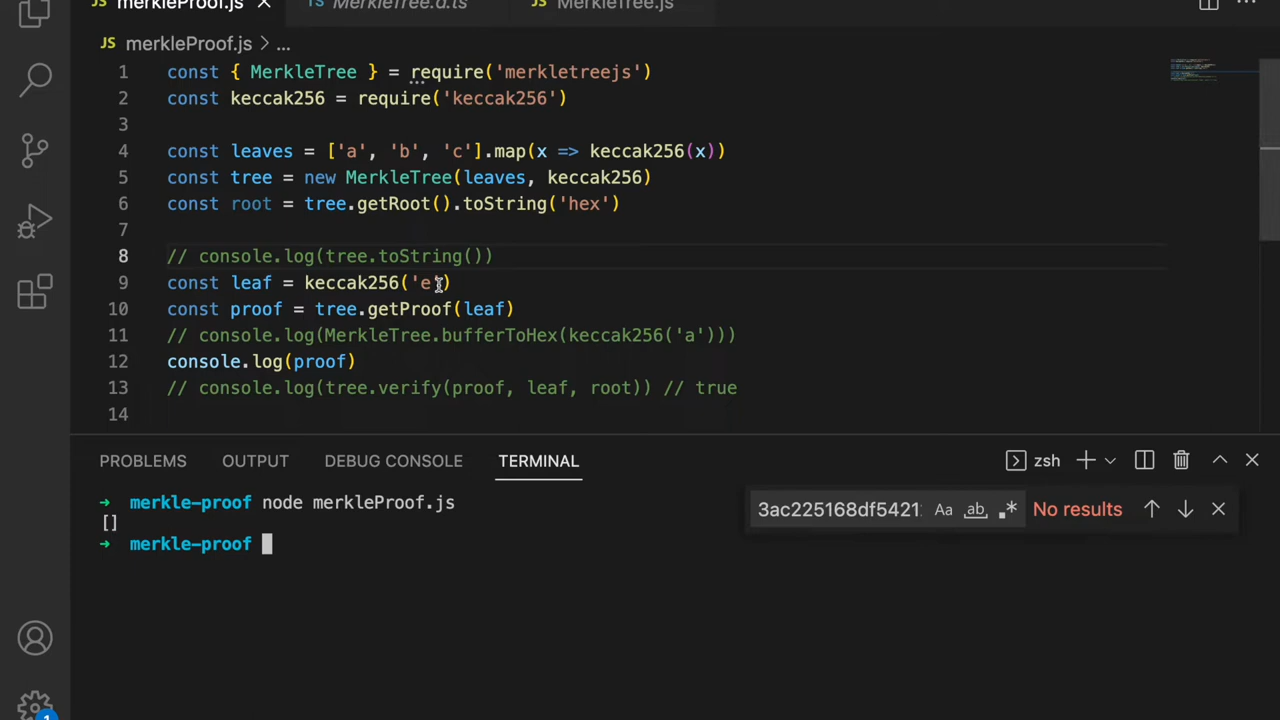 merkleProof.js
MerkleTree.d.ts
JS MerkleTree.js
JS merkleProof.js > ...
1 const { MerkleTree } = require('merkletreejs')
2 const keccak256 = require('keccak256')
3
4 const leaves = ['a', 'b', 'c'].map(x => keccak256(x))
5 const tree = new MerkleTree(leaves, keccak256)
6 const root = tree.getRoot().toString('hex')
7
8 // console.log(tree.toString())
9 const leaf = keccak256('e')
10 const proof = tree.getProof(leaf)
11 // console.log(MerkleTree.bufferToHex(keccak256('a')))
12 console.log(proof)
13 // console.log(tree.verify(proof, leaf, root)) // true
14
PROBLEMS OUTPUT DEBUG CONSOLE TERMINAL zsh
➜ merkle-proof node merkleProof.js
[]
➜ merkle-proof
3ac225168df5421 Aa ab .* No results
1